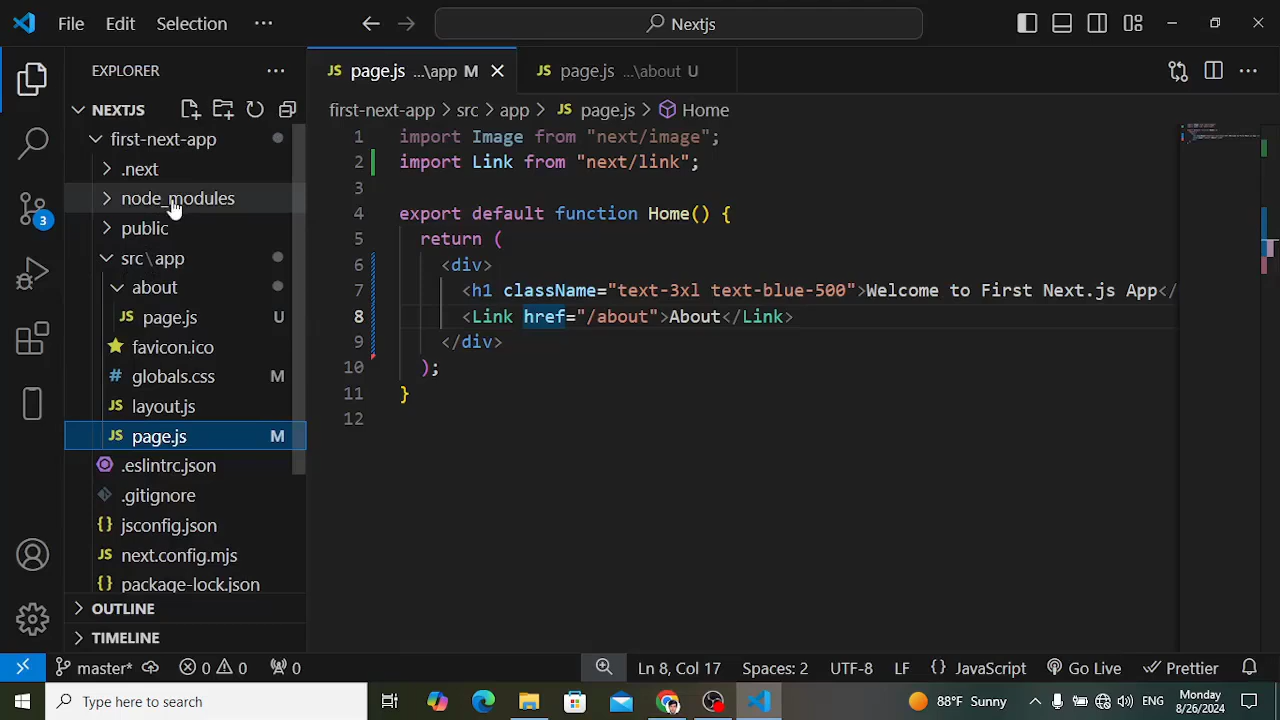 File Edit Selection ··· Nextjs
EXPLORER ···
NEXTJS
first-next-app
.next
node_modules
public
src\app
about
page.js U
favicon.ico
globals.css M
layout.js
page.js M
.eslintrc.json
.gitignore
jsconfig.json
next.config.mjs
package-lock.json
OUTLINE
TIMELINE
3
JS page.js ...\app M
JS page.js ...\about U
first-next-app > src > app > JS page.js > Home
1 import Image from "next/image";
2 import Link from "next/link";
3
4 export default function Home() {
5 return (
6 <div>
7 <h1 className="text-3xl text-blue-500">Welcome to First Next.js App</
8 <Link href="/about">About</Link>
9 </div>
10 );
11 }
12
master* 0 0 0 Ln 8, Col 17 Spaces: 2 UTF-8 LF {} JavaScript Go Live Prettier
Type here to search 88°F Sunny ENG Monday
8/26/2024